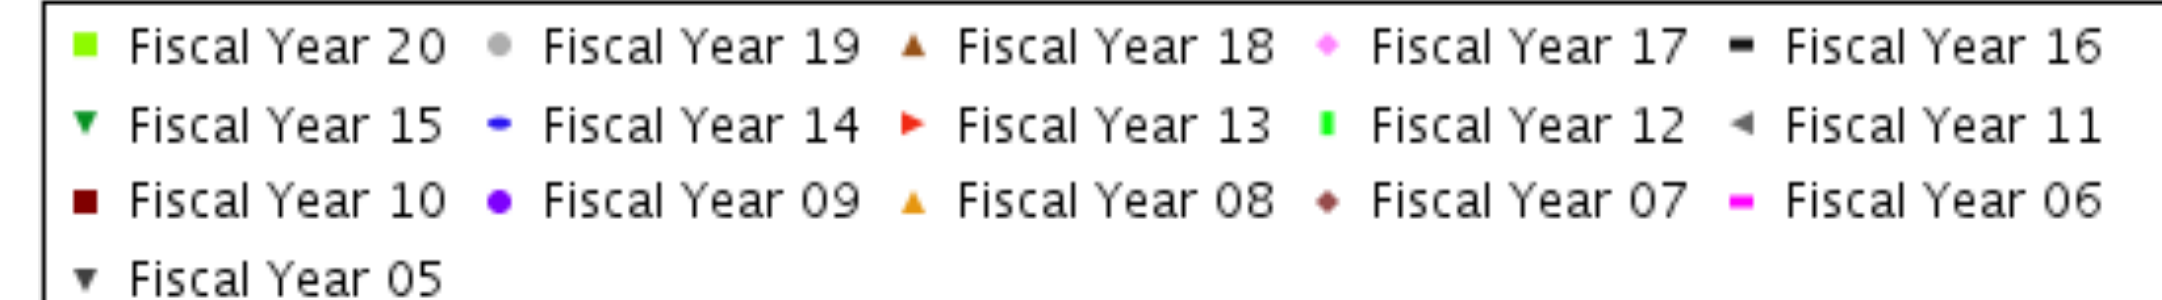 Fiscal Year 20 Fiscal Year 19 Fiscal Year 18 Fiscal Year 17 Fiscal Year 16
Fiscal Year 15 Fiscal Year 14 Fiscal Year 13 Fiscal Year 12 Fiscal Year 11
Fiscal Year 10 Fiscal Year 09 Fiscal Year 08 Fiscal Year 07 Fiscal Year 06
Fiscal Year 05